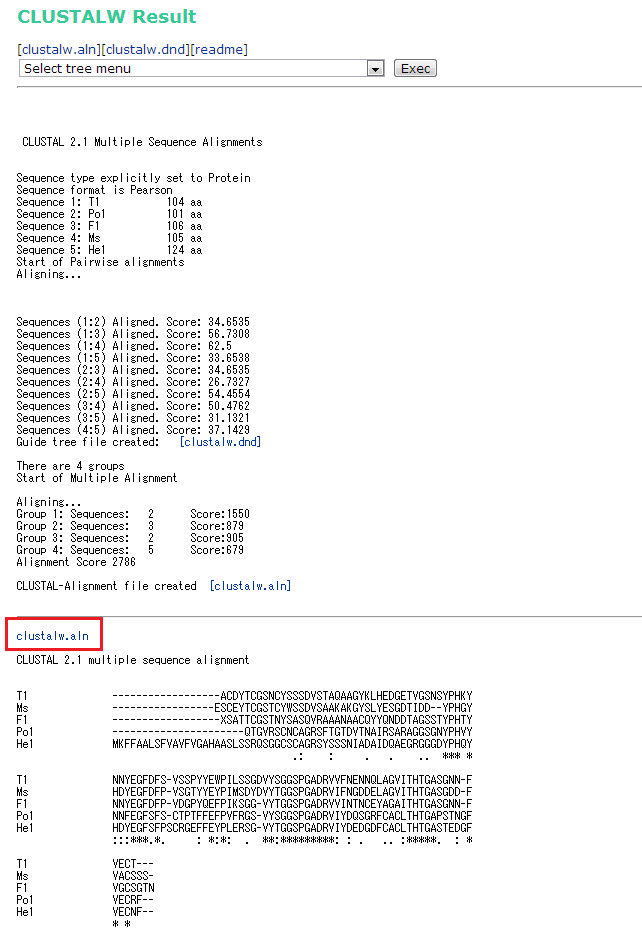 CLUSTALW Result
[clustalw.aln][clustalw.dnd][readme]
Select tree menu Exec
CLUSTAL 2.1 Multiple Sequence Alignments
Sequence type explicitly set to Protein
Sequence format is Pearson
Sequence 1: T1 104 aa
Sequence 2: Po1 101 aa
Sequence 3: F1 106 aa
Sequence 4: Ms 105 aa
Sequence 5: He1 124 aa
Start of Pairwise alignments
Aligning...
Sequences (1:2) Aligned. Score: 34.6535
Sequences (1:3) Aligned. Score: 56.7308
Sequences (1:4) Aligned. Score: 62.5
Sequences (1:5) Aligned. Score: 33.6538
Sequences (2:3) Aligned. Score: 34.6535
Sequences (2:4) Aligned. Score: 26.7327
Sequences (2:5) Aligned. Score: 54.4554
Sequences (3:4) Aligned. Score: 50.4762
Sequences (3:5) Aligned. Score: 31.1321
Sequences (4:5) Aligned. Score: 37.1429
Guide tree file created: [clustalw.dnd]
There are 4 groups
Start of Multiple Alignment
Aligning...
Group 1: Sequences: 2 Score:1550
Group 2: Sequences: 3 Score:879
Group 3: Sequences: 2 Score:905
Group 4: Sequences: 5 Score:679
Alignment Score 2786
CLUSTAL-Alignment file created [clustalw.aln]
clustalw.aln
CLUSTAL 2.1 multiple sequence alignment
T1 ------------------ACDYTCGSNCYSSSDVSTAQAAGYKLHEDGETVGSNSYPHKY
Ms ------------------ESCEYTCGSTCYWSSDVSAAKAKGYSLYESGDTIDD--YPHGY
F1 ------------------XSATTCGSTNYSASQVRAAANAACQYYQNDDTAGSSTYPHTY
Po1 ----------------------QTGVRSCNCAGRSFTGTDVTNAIRSARAGGSGNYPHVY
He1 MKFFAALSFVAVFVGAHAASLSSRQSGGCSCAGRSYSSNIADAIDQAEGRGGGDYPHQY
.: : . . .. *** *
T1 NNYEGFDFS-VSSPYYEWPILSSGDVYSGGSPGADRVVFNENNQLAGVITHTGASGNN-F
Ms HDYEGFDFP-VSGTYYEYPIMSDYDVYTGGSPGADRVIFNGDDELAGVITHTGASGDD-F
F1 NNYEGFDFP-VDGPYQEFPIKSGG-VYTGGSPGADRVVINTNCEYAGAITHTGASGNN-F
Po1 NNFEGFSFS-CTPTFFEFPVFRGS-VYSGGSPGADRVIYDQSGRFCACLTHTGAPSTNGF
He1 HDYEGFSFPSCRGEFFEYPLERSG-VYTGGSPGADRVIYDEDGDFCACLTHTGASTEDGF
:::***.*. : *:*: . **:*********: : . .. :*****. : *
T1 VECT---
Ms VACSSS-
F1 VGCSGTN
Po1 VECRF--
He1 VECNF--
* *